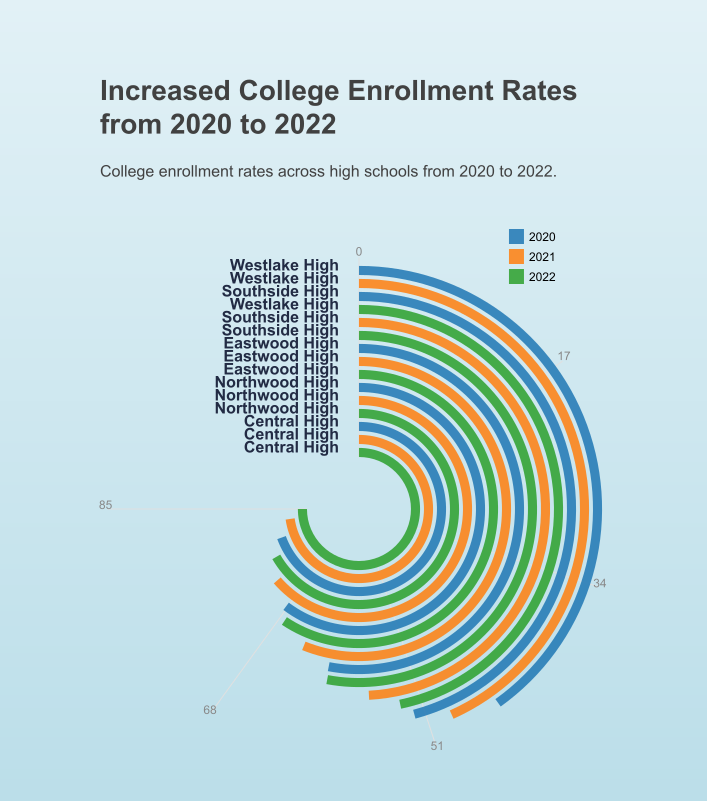 Increased College Enrollment Rates
from 2020 to 2022
College enrollment rates across high schools from 2020 to 2022.
2020
2021
2022
0
17
34
51
68
85
Westlake High
Westlake High
Southside High
Westlake High
Southside High
Southside High
Eastwood High
Eastwood High
Eastwood High
Northwood High
Northwood High
Northwood High
Central High
Central High
Central High